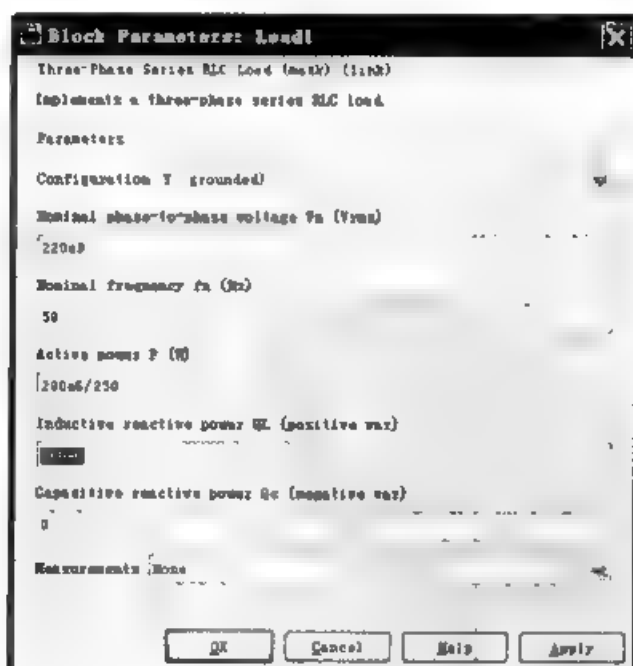 Block Parameters: Load1
Three-Phase Series RLC Load (mask) (link)
Implements a three-phase series RLC load
Parameters
Configuration Y grounded)
Nominal phase-to-phase voltage Vn (Vrms)
220e3
Nominal frequency fn (Hz)
50
Active power P (W)
200e6/250
Inductive reactive power QL (positive var)
Capacitive reactive power Qc (negative var)
0
Measurements None
OK Cancel Help Apply